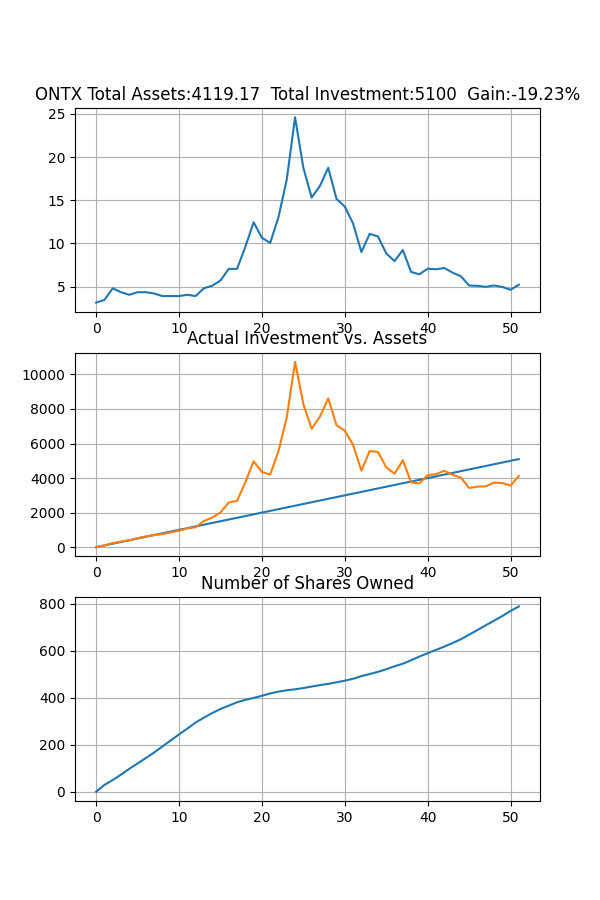 ONTX Total Assets:4119.17  Total Investment:5100  Gain:-19.23%
25
20
15
10
5
0 10 20 30 40 50
Actual Investment vs. Assets
10000
8000
6000
4000
2000
0
0 10 20 30 40 50
Number of Shares Owned
800
600
400
200
0
0 10 20 30 40 50